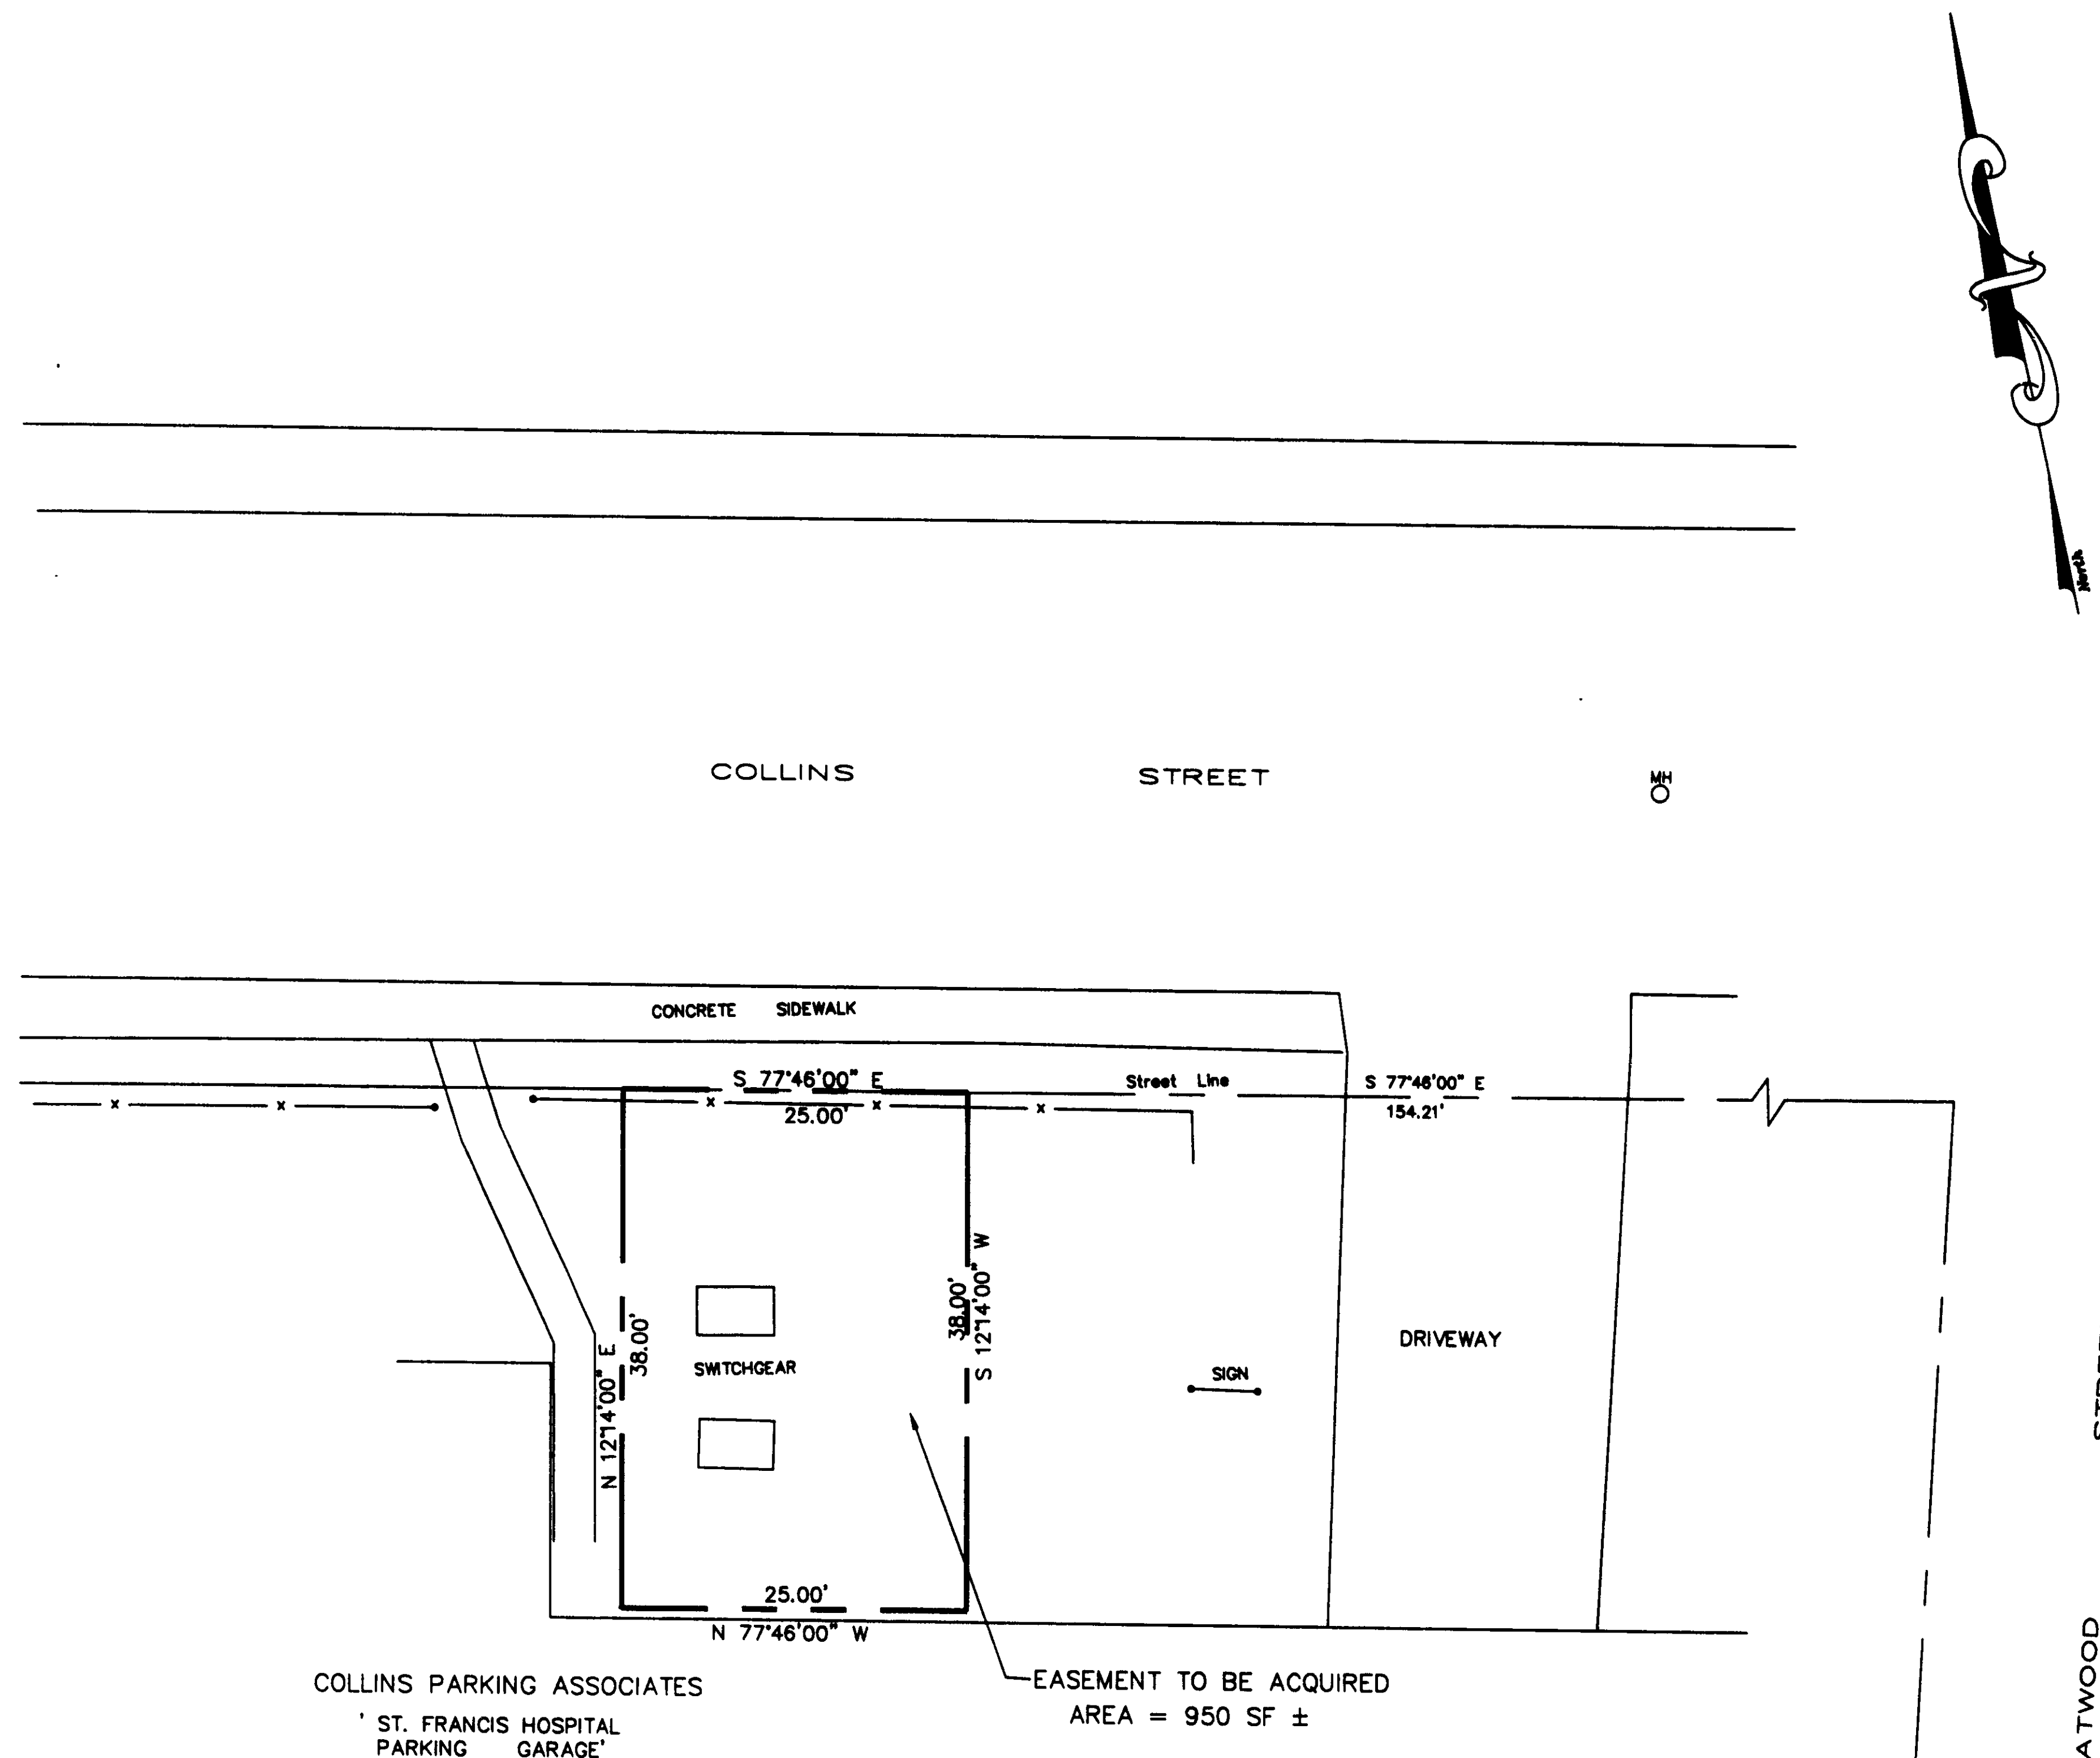 North
COLLINS STREET
MH
CONCRETE SIDEWALK
S 77°46'00" E
25.00'
Street Line
S 77°46'00" E
154.21'
N 12°14'00" E
38.00'
38.00'
S 12°14'00" W
SWITCHGEAR
SIGN
DRIVEWAY
25.00'
N 77°46'00" W
COLLINS PARKING ASSOCIATES
' ST. FRANCIS HOSPITAL
PARKING GARAGE'
EASEMENT TO BE ACQUIRED
AREA = 950 SF ±
ATWOOD